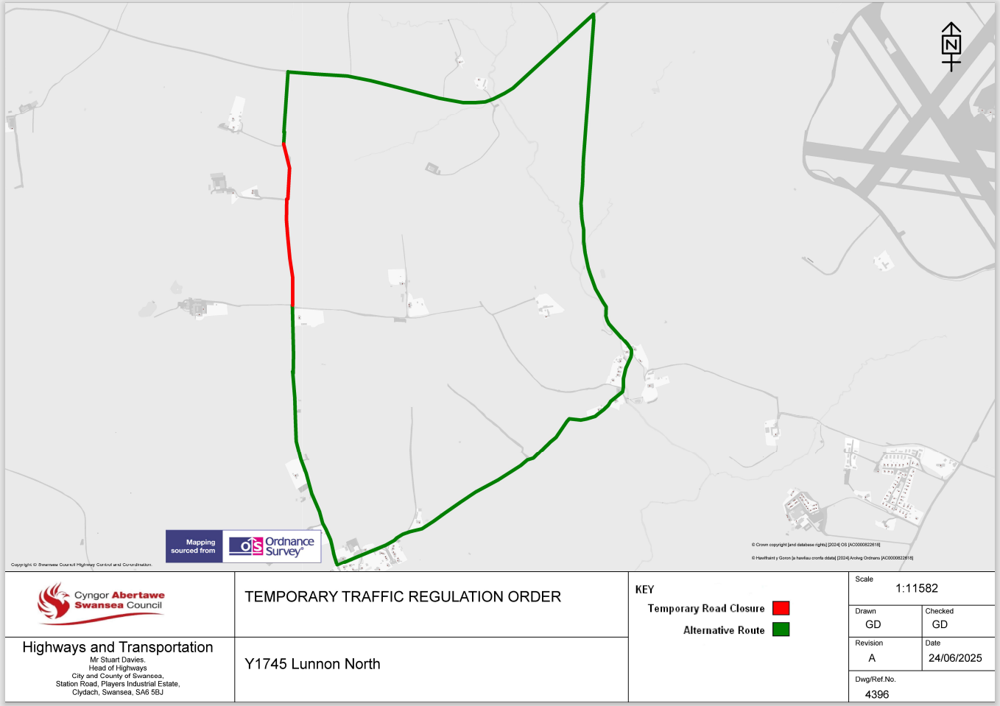 N
Mapping
sourced from
OS
Ordnance
Survey®
© Crown copyright [and database rights] [2024] OS [AC0000822618]
© Hawlfraint y Goron [a hawliau cronfa ddata] [2024] Arolwg Ordnans [AC0000822618]
Copyright © Swansea Council Highway Control and Co-ordination.
Cyngor Abertawe
Swansea Council
Highways and Transportation
Mr Stuart Davies.
Head of Highways
City and County of Swansea,
Station Road, Players Industrial Estate,
Clydach, Swansea, SA6 5BJ
TEMPORARY TRAFFIC REGULATION ORDER
Y1745 Lunnon North
KEY
Temporary Road Closure
Alternative Route
Scale
1:11582
Drawn
GD
Checked
GD
Revision
A
Date
24/06/2025
Dwg/Ref.No.
4396